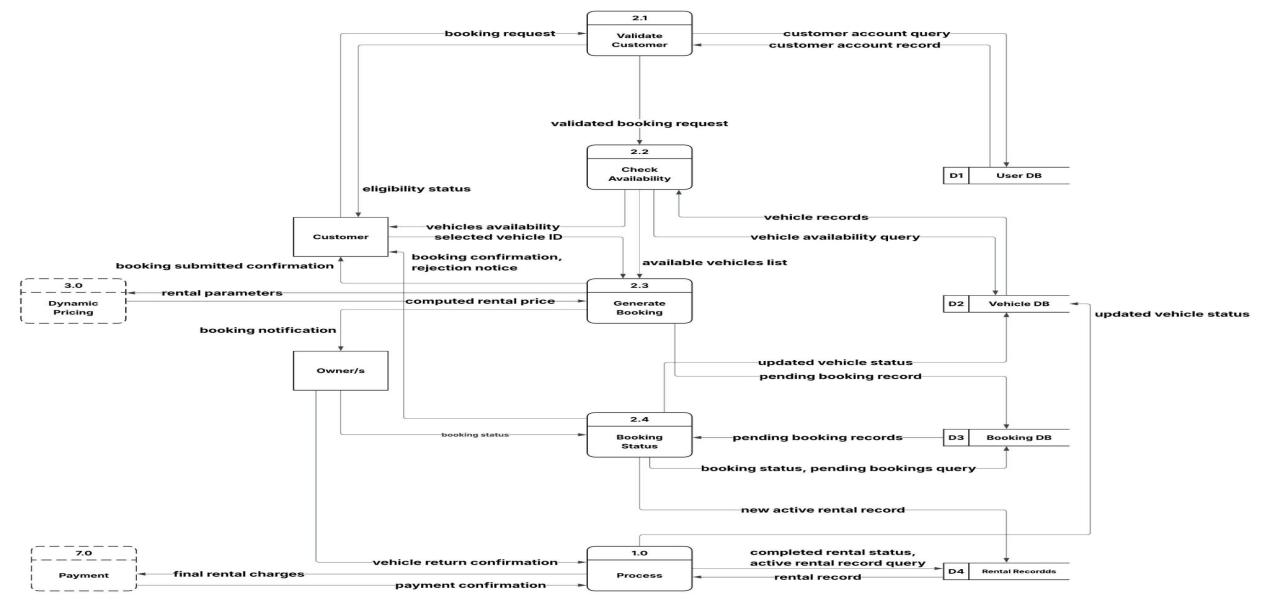 2.1
booking request
Validate
Customer
customer account query
customer account record
validated booking request
2.2
Check
Availability
D1
User DB
eligibility status
vehicles availability
vehicle records
Customer
selected vehicle ID
vehicle availability query
booking confirmation,
rejection notice
available vehicles list
booking submitted confirmation
3.0
rental parameters
2.3
Dynamic
Pricing
computed rental price
Generate
Booking
D2
Vehicle DB
updated vehicle status
booking notification
Owner/s
updated vehicle status
pending booking record
2.4
booking status
Booking
Status
pending booking records
D3
Booking DB
booking status, pending bookings query
new active rental record
7.0
1.0
completed rental status,
active rental record query
vehicle return confirmation
Payment
final rental charges
Process
rental record
D4
Rental Recordds
payment confirmation